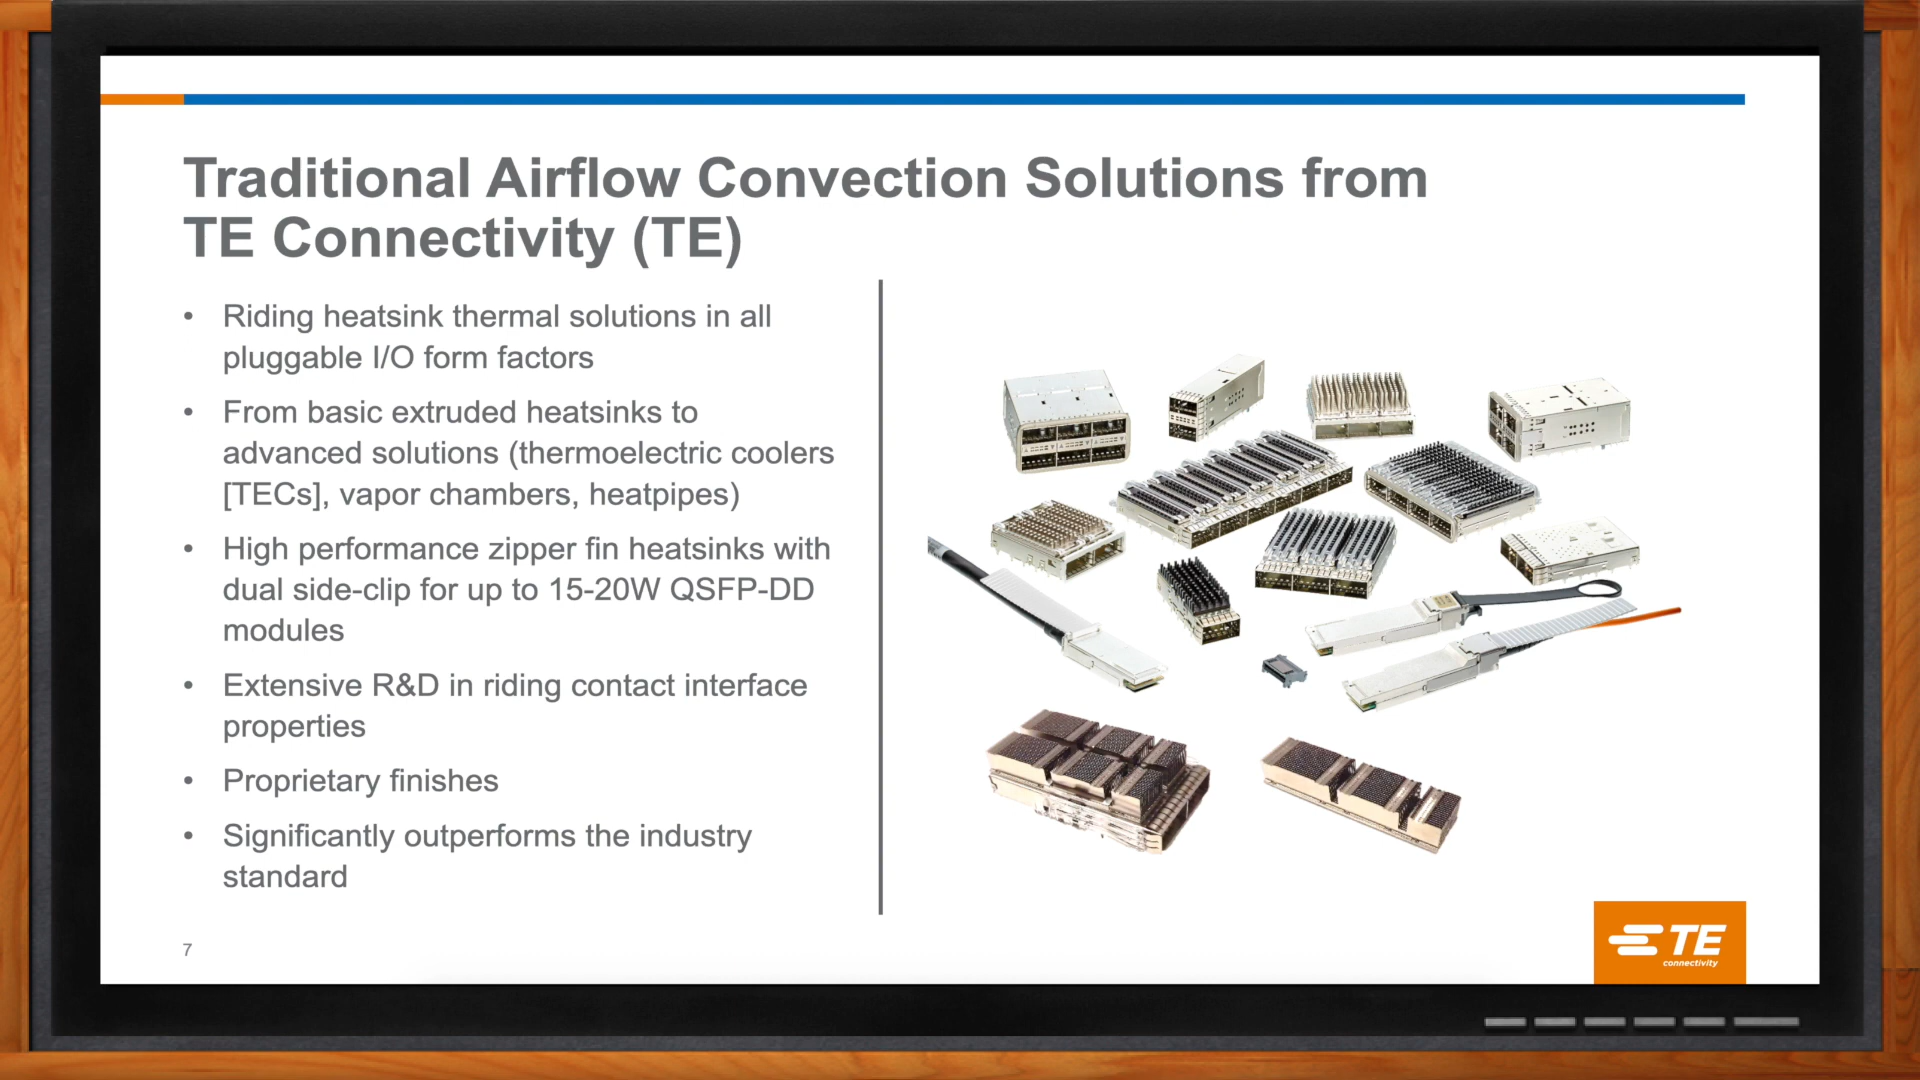 Traditional Airflow Convection Solutions from
TE Connectivity (TE)
• Riding heatsink thermal solutions in all
pluggable I/O form factors
• From basic extruded heatsinks to
advanced solutions (thermoelectric coolers
[TECs], vapor chambers, heatpipes)
• High performance zipper fin heatsinks with
dual side-clip for up to 15-20W QSFP-DD
modules
• Extensive R&D in riding contact interface
properties
• Proprietary finishes
• Significantly outperforms the industry
standard
7
TE
connectivity